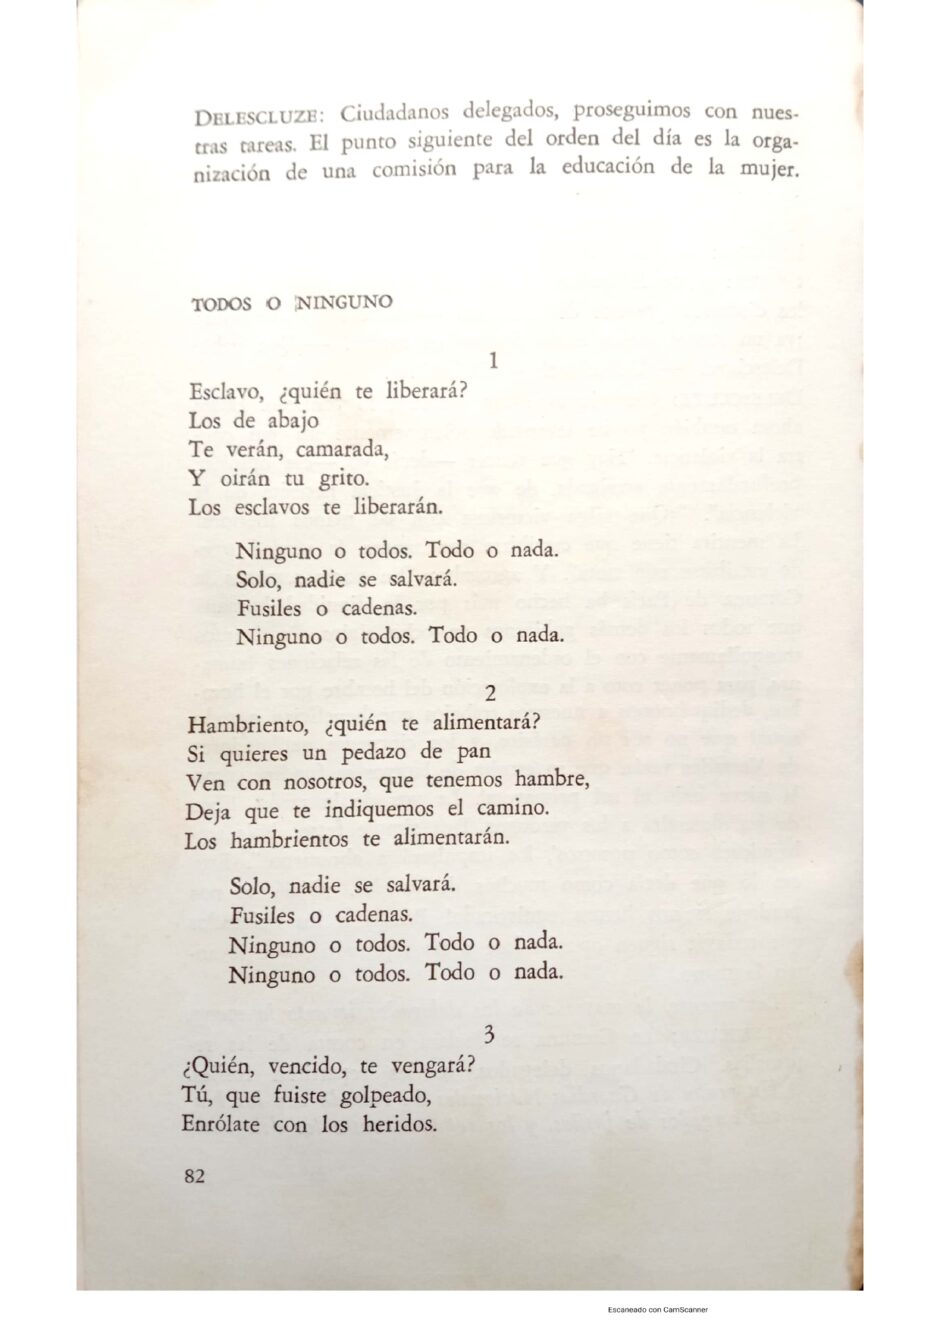 DELESCLUZE: Ciudadanos delegados, proseguimos con nues-
tras tareas. El punto siguiente del orden del día es la orga-
nización de una comisión para la educación de la mujer.
TODOS O NINGUNO
1
Esclavo, ¿quién te liberará?
Los de abajo
Te verán, camarada,
Y oirán tu grito.
Los esclavos te liberarán.
Ninguno o todos. Todo o nada.
Solo, nadie se salvará.
Fusiles o cadenas.
Ninguno o todos. Todo o nada.
2
Hambriento, ¿quién te alimentará?
Si quieres un pedazo de pan
Ven con nosotros, que tenemos hambre,
Deja que te indiquemos el camino.
Los hambrientos te alimentarán.
Solo, nadie se salvará.
Fusiles o cadenas.
Ninguno o todos. Todo o nada.
Ninguno o todos. Todo o nada.
3
¿Quién, vencido, te vengará?
Tú, que fuiste golpeado,
Enrólate con los heridos.
82
Escaneado con CamScanner